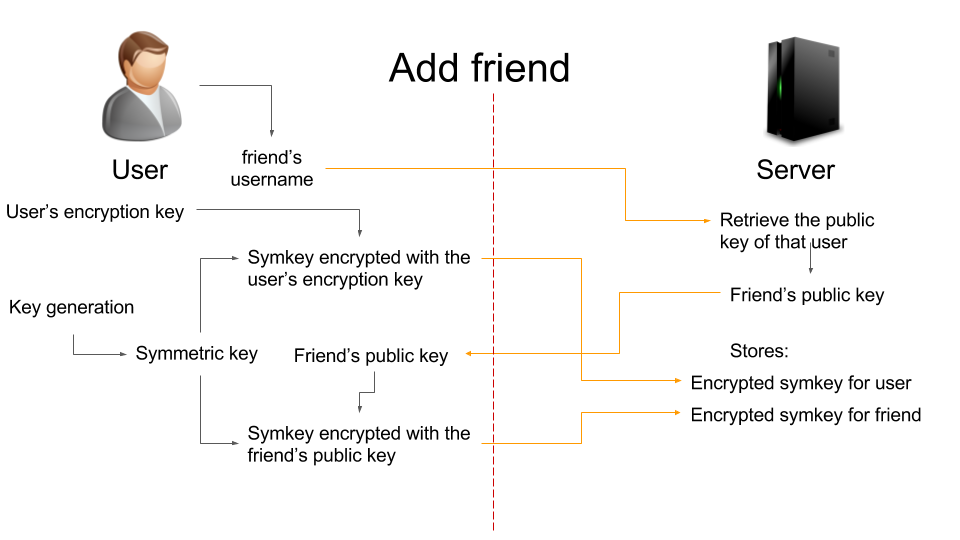 Add friend
User
friend's
username
Server
User's encryption key
Retrieve the public
key of that user
Symkey encrypted with the
user's encryption key
Friend's public key
Key generation
Symmetric key
Friend's public key
Stores:
Encrypted symkey for user
Encrypted symkey for friend
Symkey encrypted with the
friend's public key